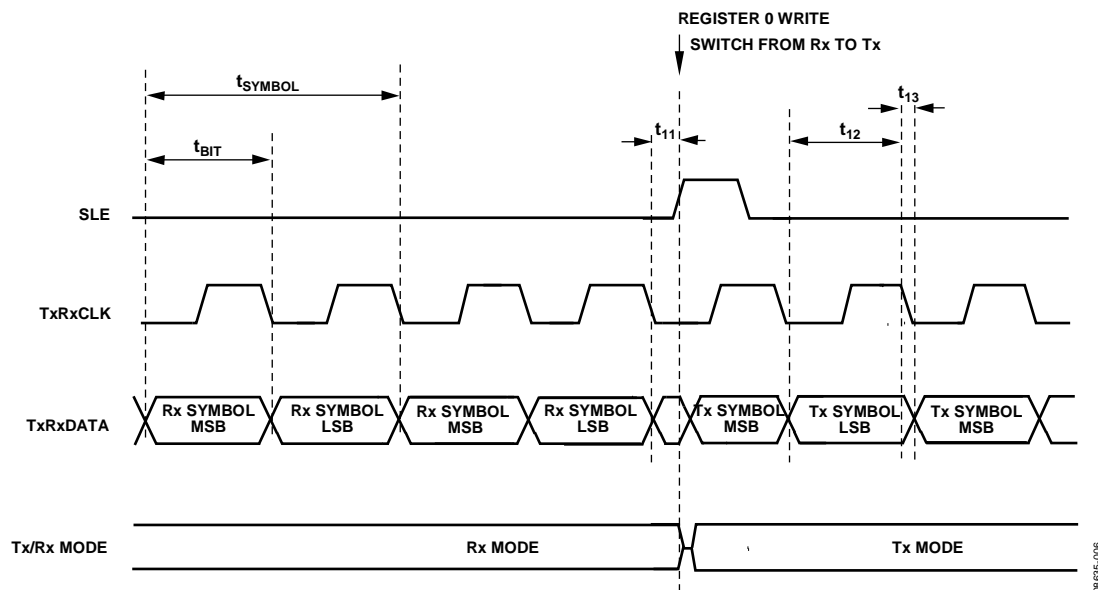 REGISTER 0 WRITE
SWITCH FROM Rx TO Tx
tSYMBOL
t13
t11
t12
tBIT
SLE
TxRxCLK
TxRxDATA
Rx SYMBOL
MSB
Rx SYMBOL
LSB
Rx SYMBOL
MSB
Rx SYMBOL
LSB
Tx SYMBOL
MSB
Tx SYMBOL
LSB
Tx SYMBOL
MSB
Tx/Rx MODE
Rx MODE
Tx MODE
08635-006